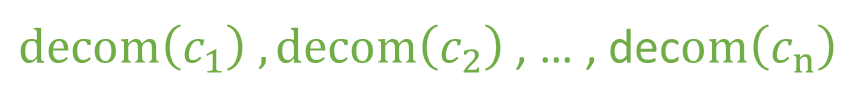 decom(c₁) , decom(c₂) , … , decom(cₙ)